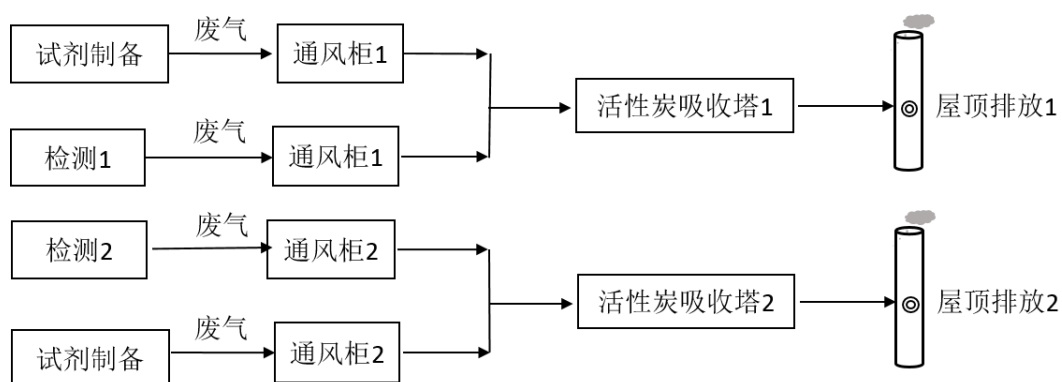 废气
试剂制备 通风柜1
活性炭吸收塔1 屋顶排放1
废气
检测1 通风柜1
废气
检测2 通风柜2
活性炭吸收塔2 屋顶排放2
废气
试剂制备 通风柜2